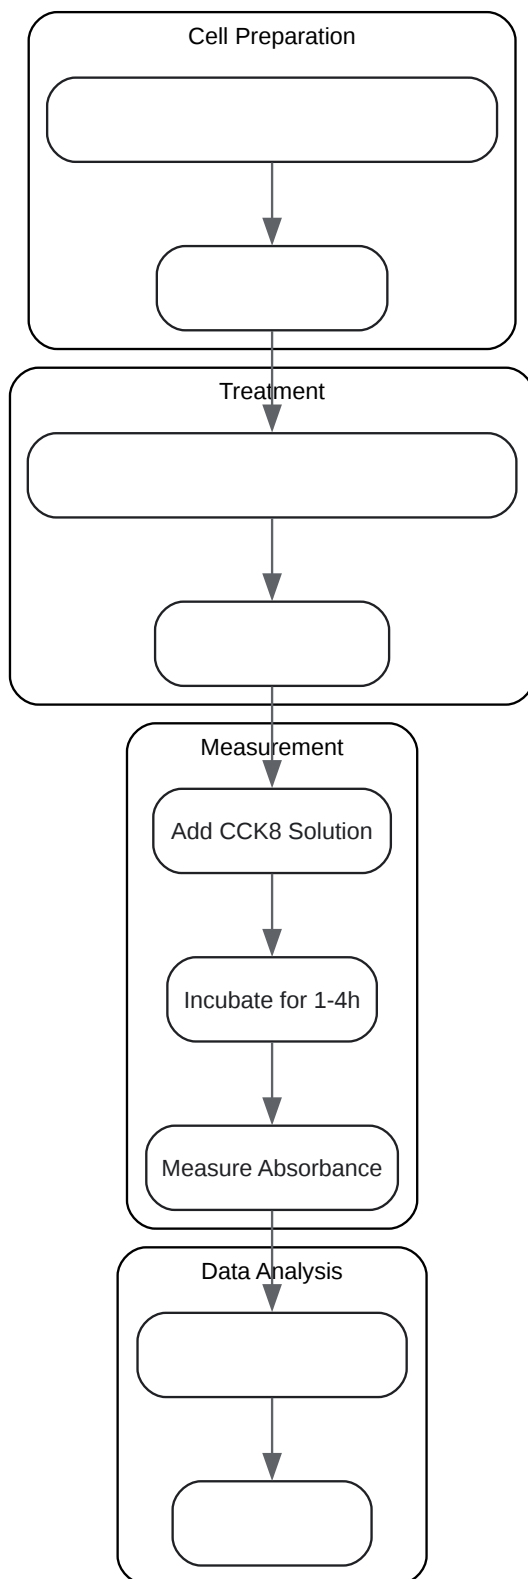 Cell Preparation
Treatment
Measurement
Add CCK8 Solution
Incubate for 1-4h
Measure Absorbance
Data Analysis